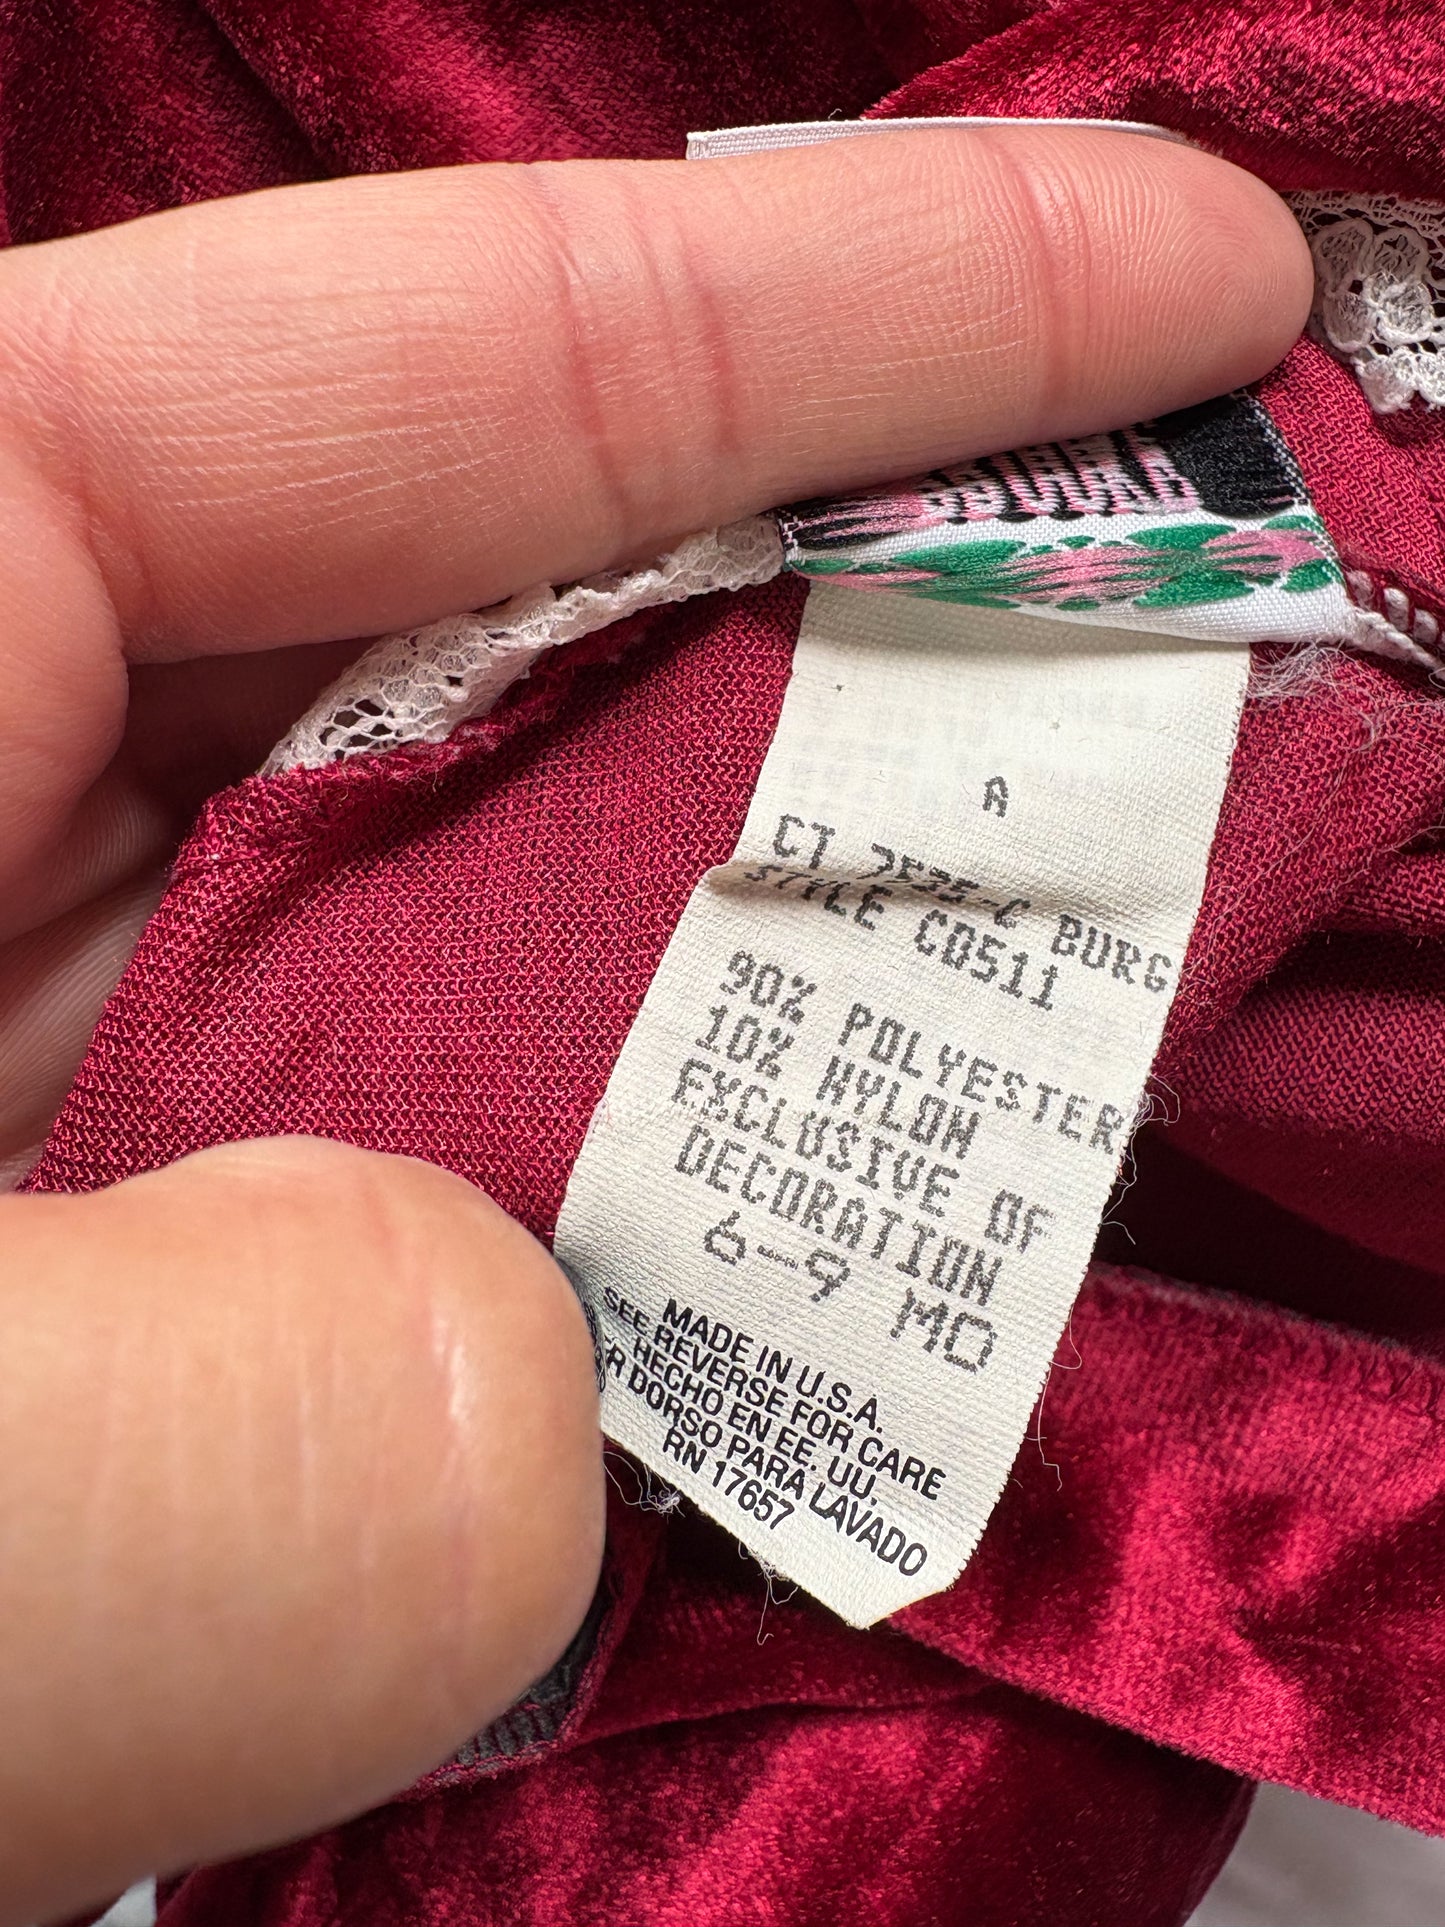 A
CT 7535-C BURG
STYLE CO511
90% POLYESTER
10% NYLON
EXCLUSIVE OF
DECORATION
6-9 MO
MADE IN U.S.A.
SEE REVERSE FOR CARE
HECHO EN EE. UU.
R DORSO PARA LAVADO
RN 17657